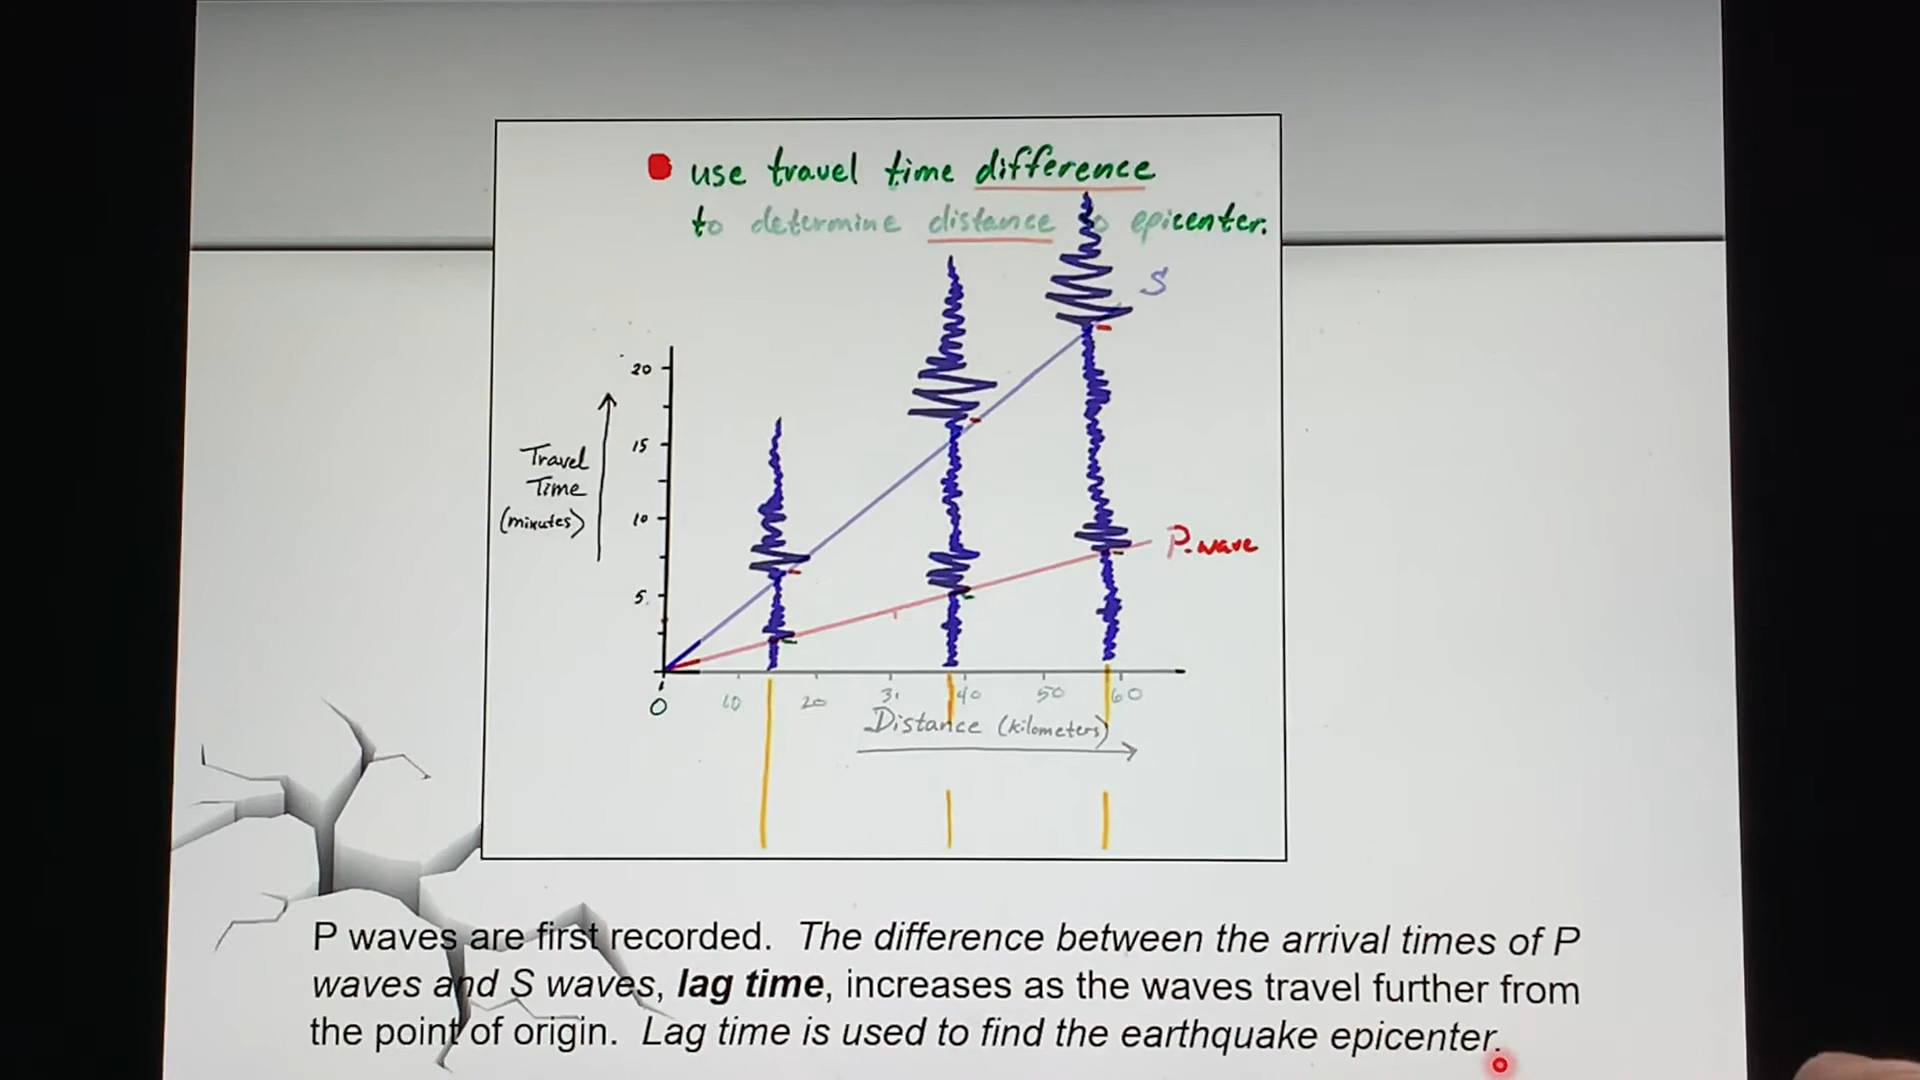 use travel time difference
to determine distance epicenter.
S
20
15
Travel
Time
(minutes)
10
P-wave
5
0
10 20 3 40 50 60
Distance (kilometers)
P waves are first recorded. The difference between the arrival times of P
waves and S waves, lag time, increases as the waves travel further from
the point of origin. Lag time is used to find the earthquake epicenter.